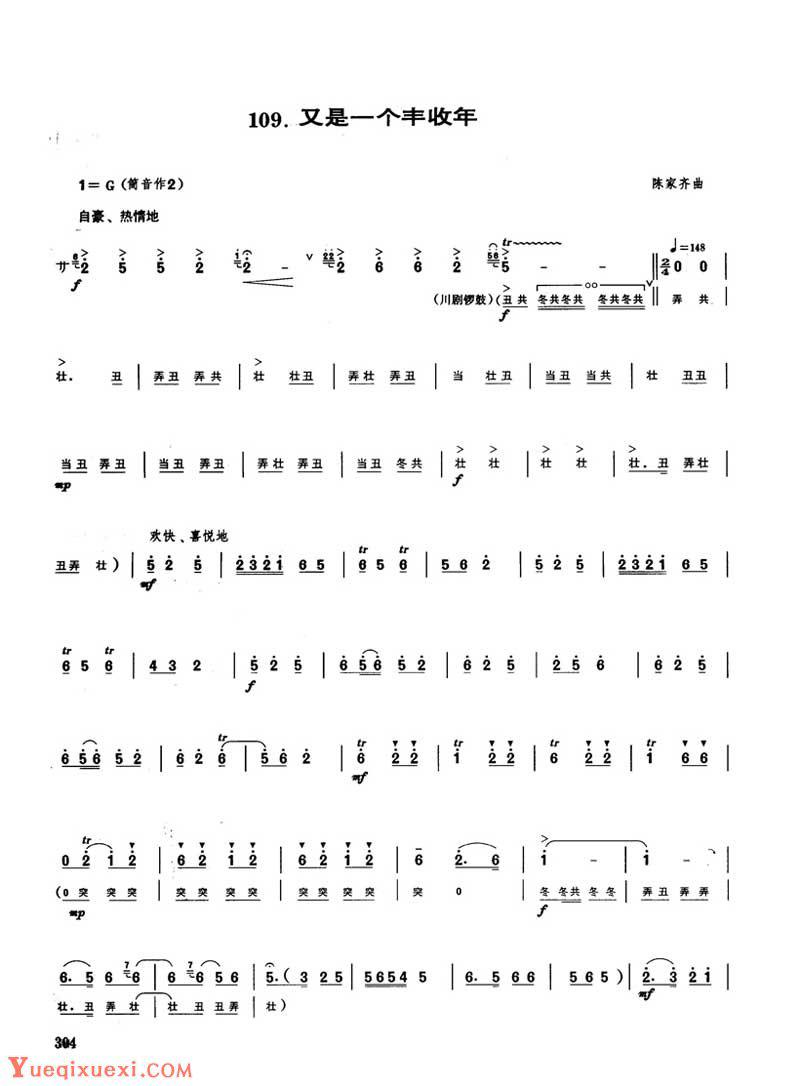 109. 又是一个丰收年
1= G (筒音作2)
陈家齐曲
自豪、热情地
サ 2 5 5 2 2 - ∨ 2 6 6 2 5 - - 2/4 0 0
tr ♩=148
f (川剧锣鼓) (丑共 冬共冬共 冬共冬共 ‖ 弄 共
f
壮. 丑 | 弄丑 弄共 | 壮 壮丑 | 弄壮 弄丑 | 当 壮丑 | 当丑 当共 | 壮 丑丑 |
当丑 弄丑 | 当丑 弄丑 | 弄壮 弄丑 | 当丑 冬共 | 壮 壮 | 壮 壮 | 壮. 丑 弄壮 |
mp f
欢快、喜悦地
丑弄 壮) | 5 2 5 | 2321 6 5 | 6 5 6 | 5 6 2 | 5 2 5 | 2321 6 5 |
mf
6 5 6 | 4 3 2 | 5 2 5 | 6 56 5 2 | 6 2 5 | 2 5 6 | 6 56 5 2 |
f
6 56 5 2 | 6 2 6 | 5 6 2 | 6 2 2 | 1 2 2 | 6 2 2 | 1 6 6 |
mf
0 2 1 2 | 6 2 1 2 | 6 2 1 2 | 6 2. 6 | 1 - | 1 - |
(0 突 突 突 | 突 突 突 突 | 突 突 突 突 | 突 0 | 冬 冬共 冬 冬 | 弄 丑 弄 弄 |
mp f
6. 5 6 6 | 6 6 5 6 | 5. ( 3 2 5 | 5654 5 | 6. 5 6 6 | 5 6 5 ) | 2. 3 2 1 |
mf
壮. 丑 弄 壮 | 壮 丑 丑弄 | 壮)
304
Yueqixuexi.com